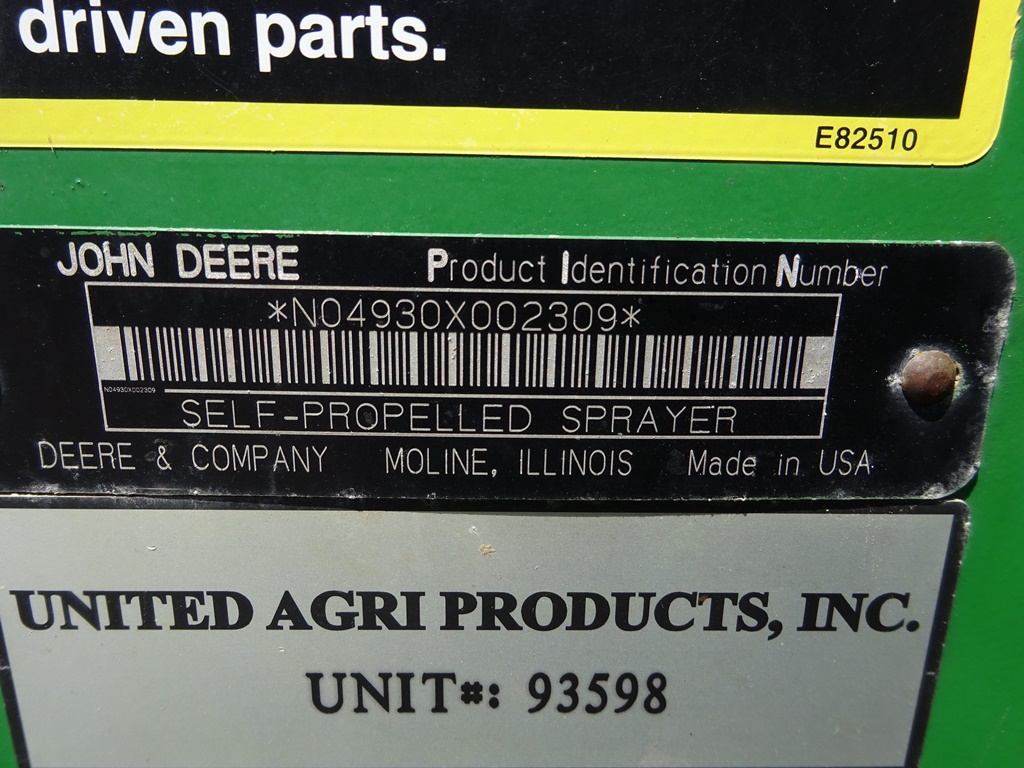 driven parts.
E82510
JOHN DEERE Product Identification Number
*N04930X002309*
N04930X002309
SELF-PROPELLED SPRAYER
DEERE & COMPANY MOLINE, ILLINOIS Made in USA
UNITED AGRI PRODUCTS, INC.
UNIT#: 93598